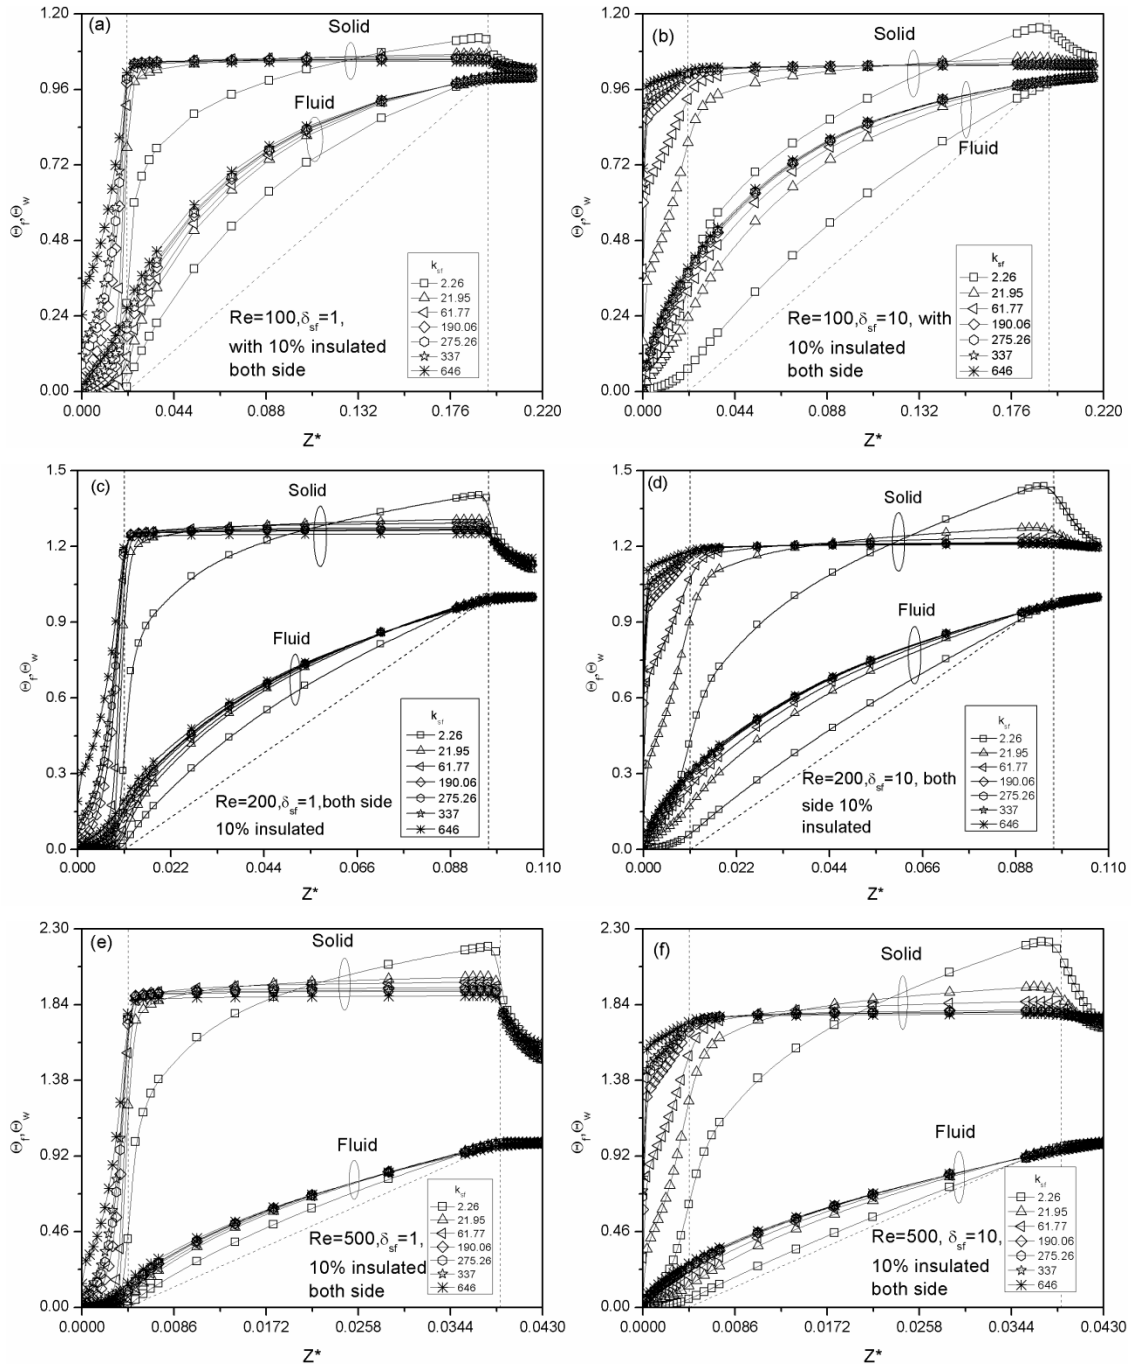 (a)
1.20
0.96
0.72
0.48
0.24
0.00
Θf,Θw
Solid
Fluid
ksf
2.26
21.95
61.77
190.06
275.26
337
646
Re=100,δsf=1,
with 10% insulated
both side
0.000 0.044 0.088 0.132 0.176 0.220
Z*
(b)
1.20
0.96
0.72
0.48
0.24
0.00
Θf,Θw
Solid
Fluid
ksf
2.26
21.95
61.77
190.06
275.26
337
646
Re=100,δsf=10, with
10% insulated
both side
0.000 0.044 0.088 0.132 0.176 0.220
Z*
(c)
1.5
1.2
0.9
0.6
0.3
0.0
Θf,Θw
Solid
Fluid
ksf
2.26
21.95
61.77
190.06
275.26
337
646
Re=200,δsf=1,both side
10% insulated
0.000 0.022 0.044 0.066 0.088 0.110
Z*
(d)
1.5
1.2
0.9
0.6
0.3
0.0
Θf,Θw
Solid
Fluid
ksf
2.26
21.95
61.77
190.06
275.26
337
646
Re=200,δsf=10, both
side 10%
insulated
0.000 0.022 0.044 0.066 0.088 0.110
Z*
(e)
2.30
1.84
1.38
0.92
0.46
0.00
Θf,Θw
Solid
Fluid
ksf
2.26
21.95
61.77
190.06
275.26
337
646
Re=500,δsf=1,
10% insulated
both side
0.0000 0.0086 0.0172 0.0258 0.0344 0.0430
Z*
(f)
2.30
1.84
1.38
0.92
0.46
0.00
Θf,Θw
Solid
Fluid
ksf
2.26
21.95
61.77
190.06
275.26
337
646
Re=500, δsf=10,
10% insulated
both side
0.0000 0.0086 0.0172 0.0258 0.0344 0.0430
Z*